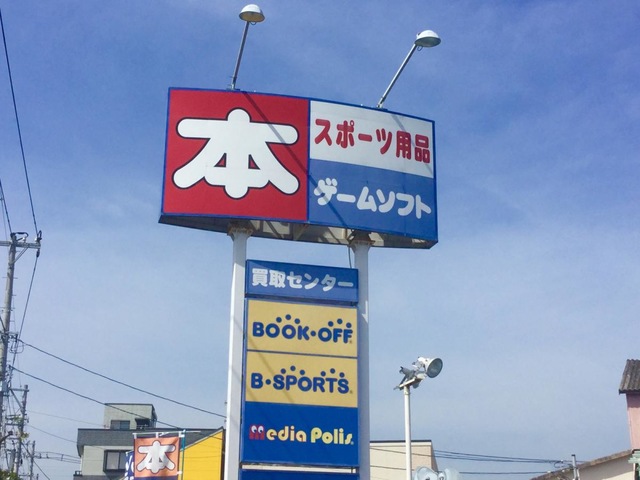 本
スポーツ用品
ゲームソフト
買取センター
BOOK·OFF
B·SPORTS
Media Polis.
本